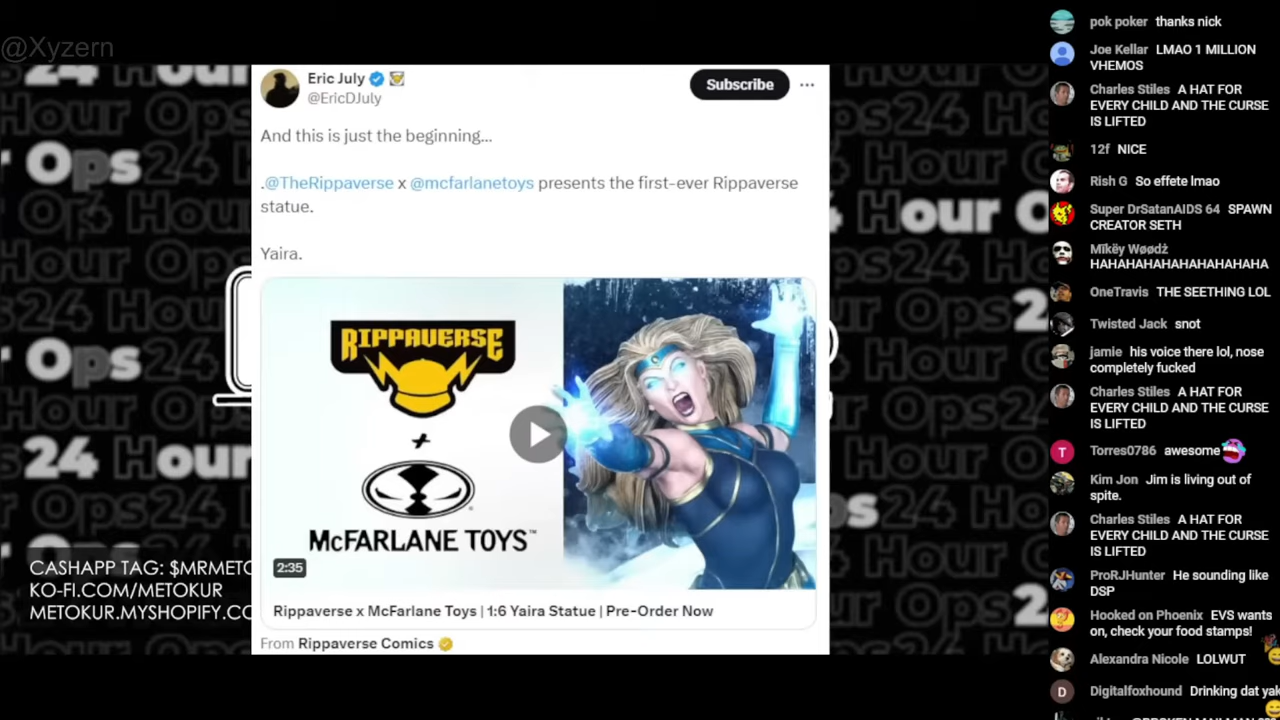 @Xyzern
Eric July
@EricDJuly
Subscribe
And this is just the beginning...
.@TheRippaverse x @mcfarlanetoys presents the first-ever Rippaverse
statue.
Yaira.
RIPPAVERSE
+
McFARLANE TOYS™
2:35
Rippaverse x McFarlane Toys | 1:6 Yaira Statue | Pre-Order Now
From Rippaverse Comics
CASHAPP TAG: $MRMETO
KO-FI.COM/METOKUR
METOKUR.MYSHOPIFY.CO
24 Hour Ops
pok poker thanks nick
Joe Kellar LMAO 1 MILLION
VHEMOS
Charles Stiles A HAT FOR
EVERY CHILD AND THE CURSE
IS LIFTED
12f NICE
Rish G So effete lmao
Super DrSatanAIDS 64 SPAWN
CREATOR SETH
Mïkëy Wøødż
HAHAHAHAHAHAHAHAHAHA
OneTravis THE SEETHING LOL
Twisted Jack snot
jamie his voice there lol, nose
completely fucked
Charles Stiles A HAT FOR
EVERY CHILD AND THE CURSE
IS LIFTED
Torres0786 awesome
Kim Jon Jim is living out of
spite.
Charles Stiles A HAT FOR
EVERY CHILD AND THE CURSE
IS LIFTED
ProRJHunter He sounding like
DSP
Hooked on Phoenix EVS wants
on, check your food stamps!
Alexandra Nicole LOLWUT
Digitalfoxhound Drinking dat yak